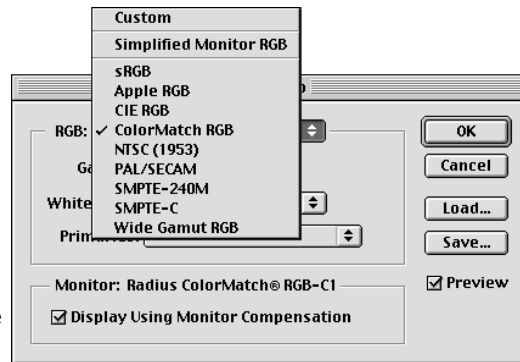 Custom
Simplified Monitor RGB
sRGB
Apple RGB
CIE RGB
RGB: ✓ ColorMatch RGB
NTSC (1953)
PAL/SECAM
SMPTE-240M
SMPTE-C
Wide Gamut RGB
White
OK
Cancel
Load...
Save...
Preview
Monitor: Radius ColorMatch® RGB-C1
Display Using Monitor Compensation